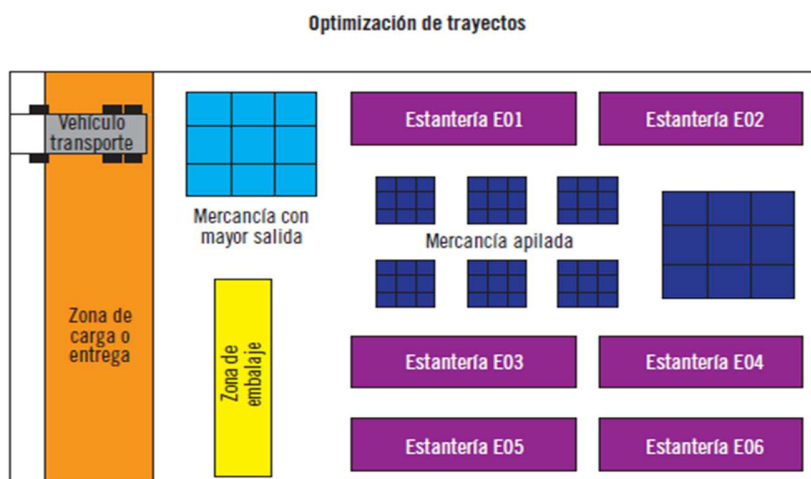 Optimización de trayectos
Vehículo
transporte
Mercancía con
mayor salida
Estantería E01
Estantería E02
Mercancía apilada
Zona de
carga o
entrega
Zona de
embalaje
Estantería E03
Estantería E04
Estantería E05
Estantería E06